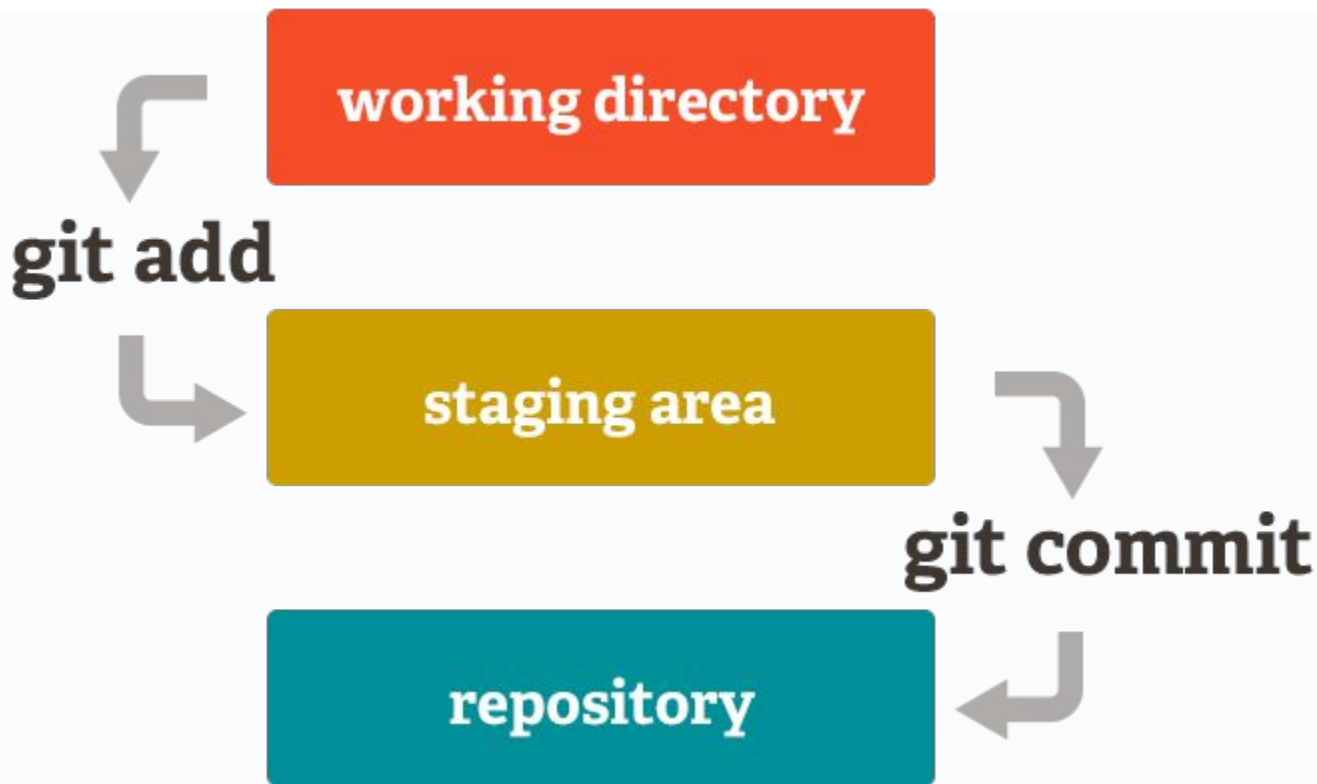 working directory
git add
staging area
git commit
repository